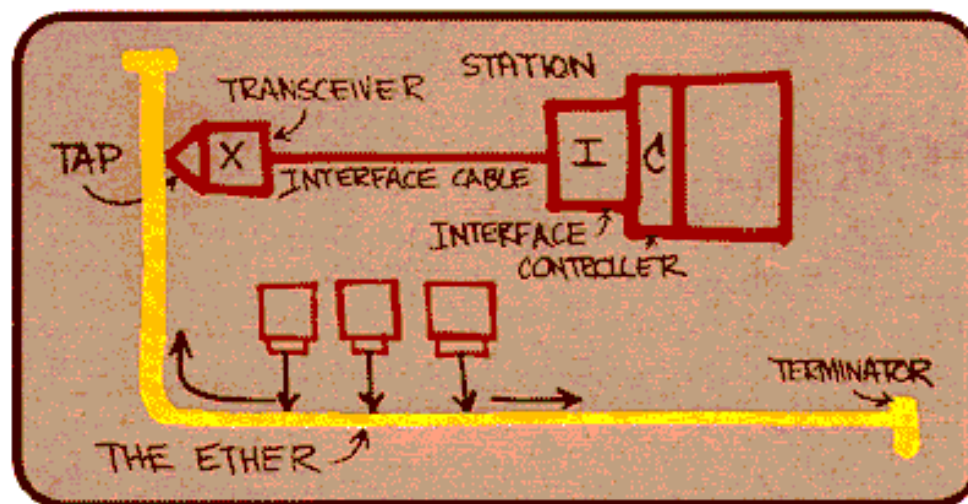 STATION
TRANSCEIVER
TAP
X
I
C
INTERFACE CABLE
INTERFACE
CONTROLLER
TERMINATOR
THE ETHER